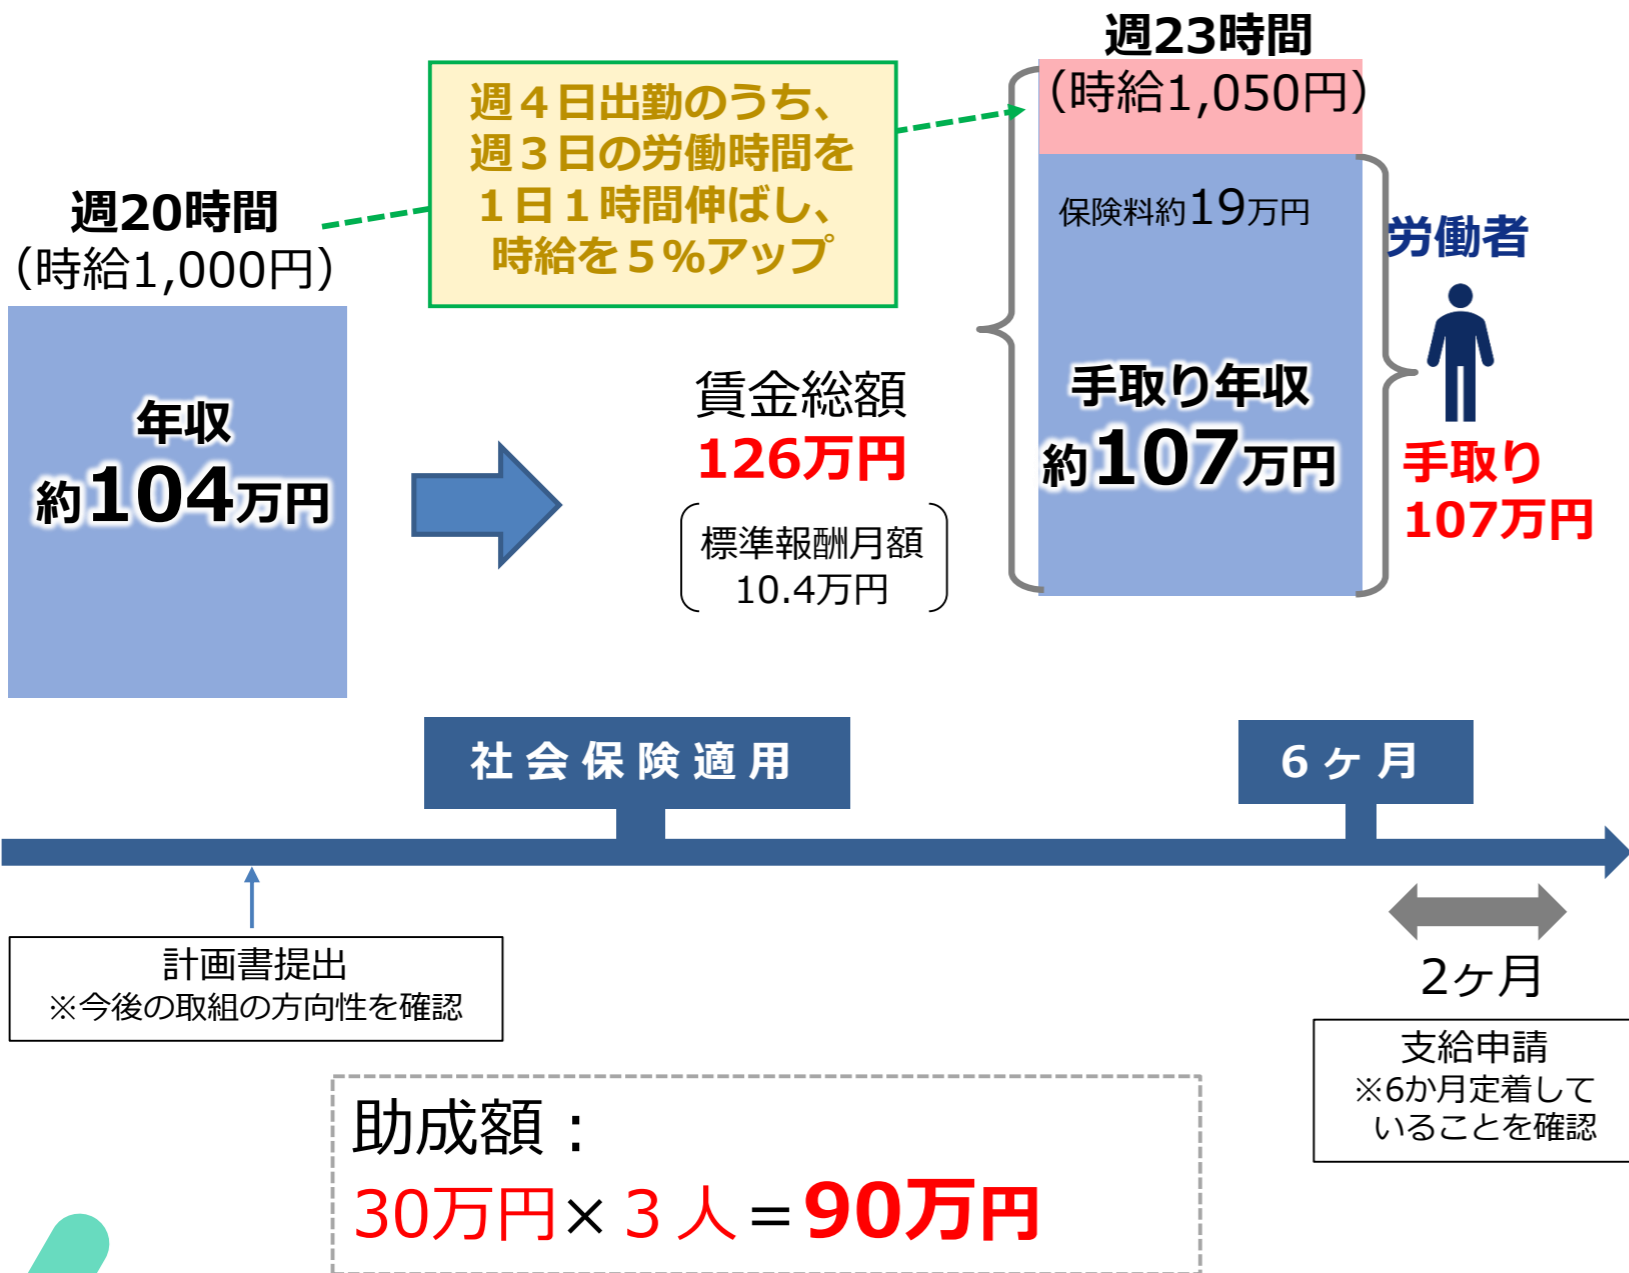 週20時間
（時給1,000円）
年収
約104万円
週４日出勤のうち、
週３日の労働時間を
１日１時間伸ばし、
時給を５％アップ
賃金総額
126万円
標準報酬月額
10.4万円
週23時間
（時給1,050円）
保険料約19万円
手取り年収
約107万円
労働者
手取り
107万円
社会保険適用
6ヶ月
計画書提出
※今後の取組の方向性を確認
2ヶ月
支給申請
※6か月定着して
いることを確認
助成額：
30万円×３人＝90万円